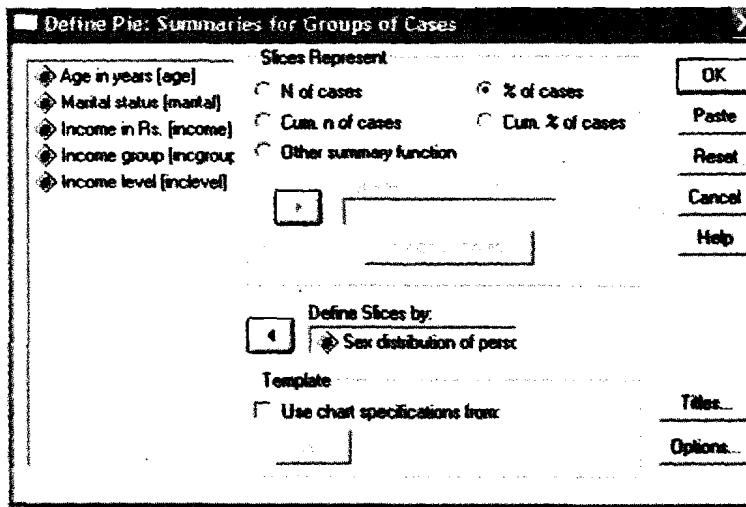 Define Pie: Summaries for Groups of Cases
Age in years [age]
Marital status [marital]
Income in Rs. [income]
Income group [incgroup
Income level [inclevel]
Slices Represent
N of cases
% of cases
Cum. n of cases
Cum. % of cases
Other summary function
Define Slices by:
Sex distribution of persc
Template
Use chart specifications from:
OK
Paste
Reset
Cancel
Help
Titles...
Options...